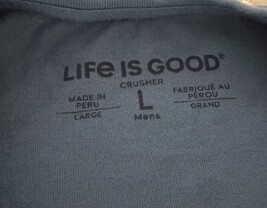 LIFE IS GOOD®
CRUSHER
MADE IN PERU
LARGE
L
Mens
FABRIQUÉ AU PÉROU
GRAND